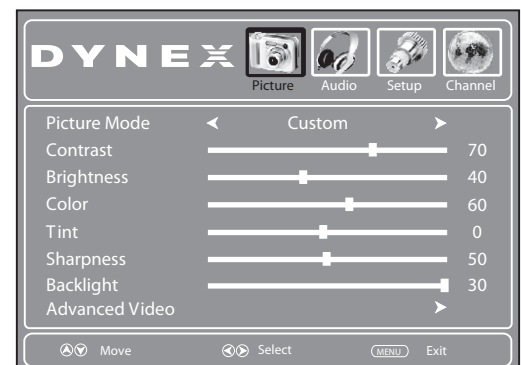 DYNEX
Picture Audio Setup Channel
Picture Mode Custom
Contrast 70
Brightness 40
Color 60
Tint 0
Sharpness 50
Backlight 30
Advanced Video
Move Select MENU Exit